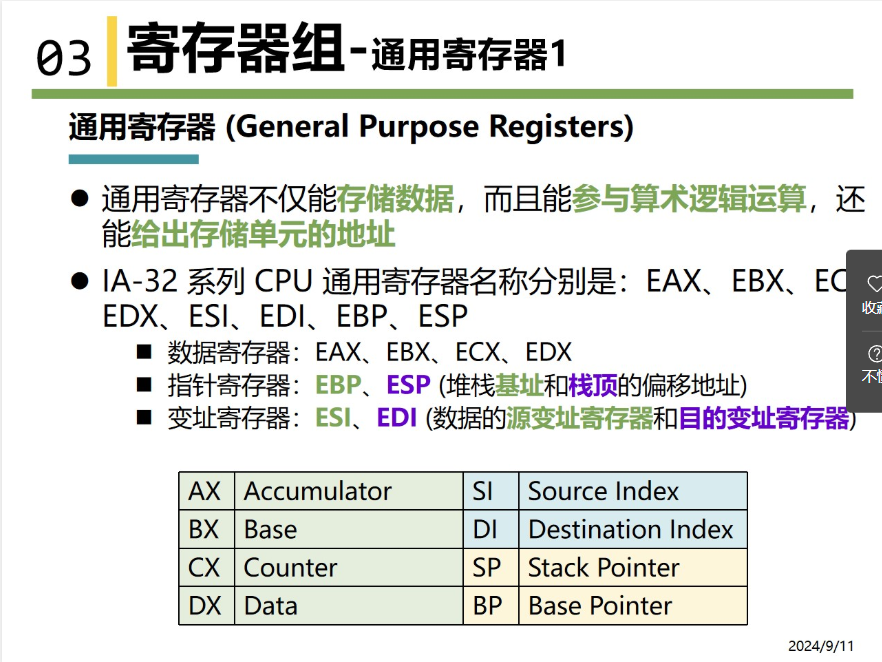 03 寄存器组-通用寄存器1
通用寄存器 (General Purpose Registers)
● 通用寄存器不仅能存储数据，而且能参与算术逻辑运算，还
能给出存储单元的地址
● IA-32 系列 CPU 通用寄存器名称分别是：EAX、EBX、
EDX、ESI、EDI、EBP、ESP
■ 数据寄存器：EAX、EBX、ECX、EDX
■ 指针寄存器：EBP、ESP (堆栈基址和栈顶的偏移地址)
■ 变址寄存器：ESI、EDI (数据的源变址寄存器和目的变址寄存器)
AX Accumulator SI Source Index
BX Base DI Destination Index
CX Counter SP Stack Pointer
DX Data BP Base Pointer
2024/9/11